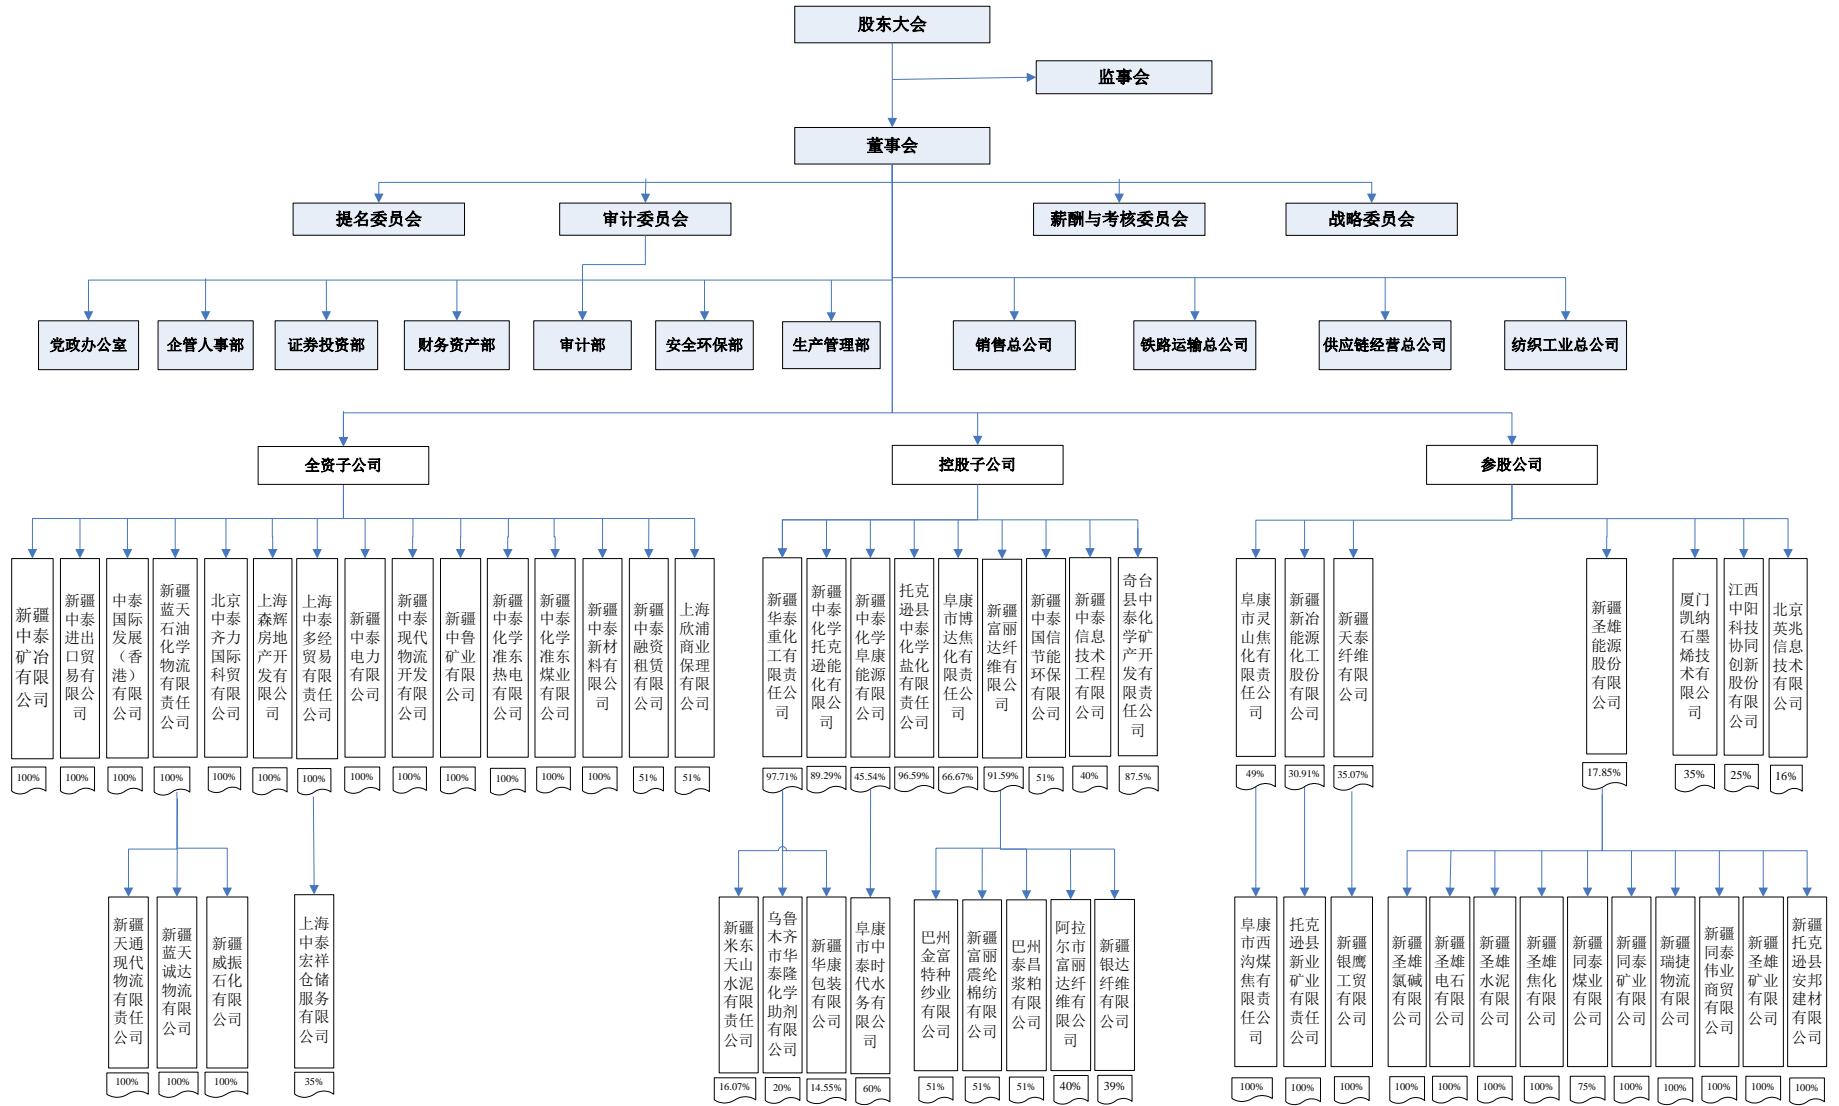 股东大会
监事会
董事会
提名委员会
审计委员会
薪酬与考核委员会
战略委员会
党政办公室
企管人事部
证券投资部
财务资产部
审计部
安全环保部
生产管理部
销售总公司
铁路运输总公司
供应链经营总公司
纺织工业总公司
全资子公司
控股子公司
参股公司
新疆中泰矿冶有限公司
100%
新疆中泰进出口贸易有限公司
100%
中泰国际发展（香港）有限公司
100%
新疆蓝天石油化学物流有限责任公司
100%
北京中泰齐力国际科贸有限公司
100%
上海森辉房地产开发有限公司
100%
上海中泰多经贸易有限责任公司
100%
新疆中泰电力有限公司
100%
新疆中泰现代物流开发有限公司
100%
新疆中鲁矿业有限公司
100%
新疆中泰化学准东热电有限公司
100%
新疆中泰化学准东煤业有限公司
100%
新疆中泰新材料有限公司
100%
新疆中泰融资租赁有限公司
51%
上海欣浦商业保理有限公司
51%
新疆华泰重化工有限责任公司
97.71%
新疆中泰化学托克逊能化有限公司
89.29%
新疆中泰化学阜康能源有限公司
45.54%
托克逊县中泰化学盐化有限责任公司
96.59%
阜康市博达焦化有限责任公司
66.67%
新疆富丽达纤维有限公司
91.59%
新疆中泰国信节能环保有限公司
51%
新疆中泰信息技术工程有限公司
40%
奇台县中泰化学矿产开发有限责任公司
87.5%
阜康市灵山焦化有限责任公司
49%
新疆新冶能源化工股份有限公司
30.91%
新疆天泰纤维有限公司
35.07%
新疆圣雄能源股份有限公司
17.85%
厦门凯纳石墨烯技术有限公司
35%
江西中阳科技协同创新股份有限公司
25%
北京英兆信息技术有限公司
16%
新疆天通现代物流有限责任公司
100%
新疆蓝天诚达物流有限公司
100%
新疆威振石化有限公司
100%
上海中泰宏祥仓储服务有限公司
35%
新疆米东天山水泥有限责任公司
16.07%
乌鲁木齐市华泰隆化学助剂有限公司
20%
新疆华康包装有限公司
14.55%
阜康市中泰时代水务有限公司
60%
巴州金富特种纱业有限公司
51%
新疆富丽震纶棉纺有限公司
51%
巴州泰昌浆粕有限公司
51%
阿拉尔市富丽达纤维有限公司
40%
新疆银达纤维有限公司
39%
阜康市西沟煤焦有限责任公司
100%
托克逊县新业矿业有限责任公司
100%
新疆银鹰工贸有限公司
100%
新疆圣雄氯碱有限公司
100%
新疆圣雄电石有限公司
100%
新疆圣雄水泥有限公司
100%
新疆圣雄焦化有限公司
100%
新疆同泰煤业有限公司
75%
新疆同泰矿业有限公司
100%
新疆瑞捷物流有限公司
100%
新疆同泰伟业商贸有限公司
100%
新疆圣雄矿业有限公司
100%
新疆托克逊县安邦建材有限公司
100%